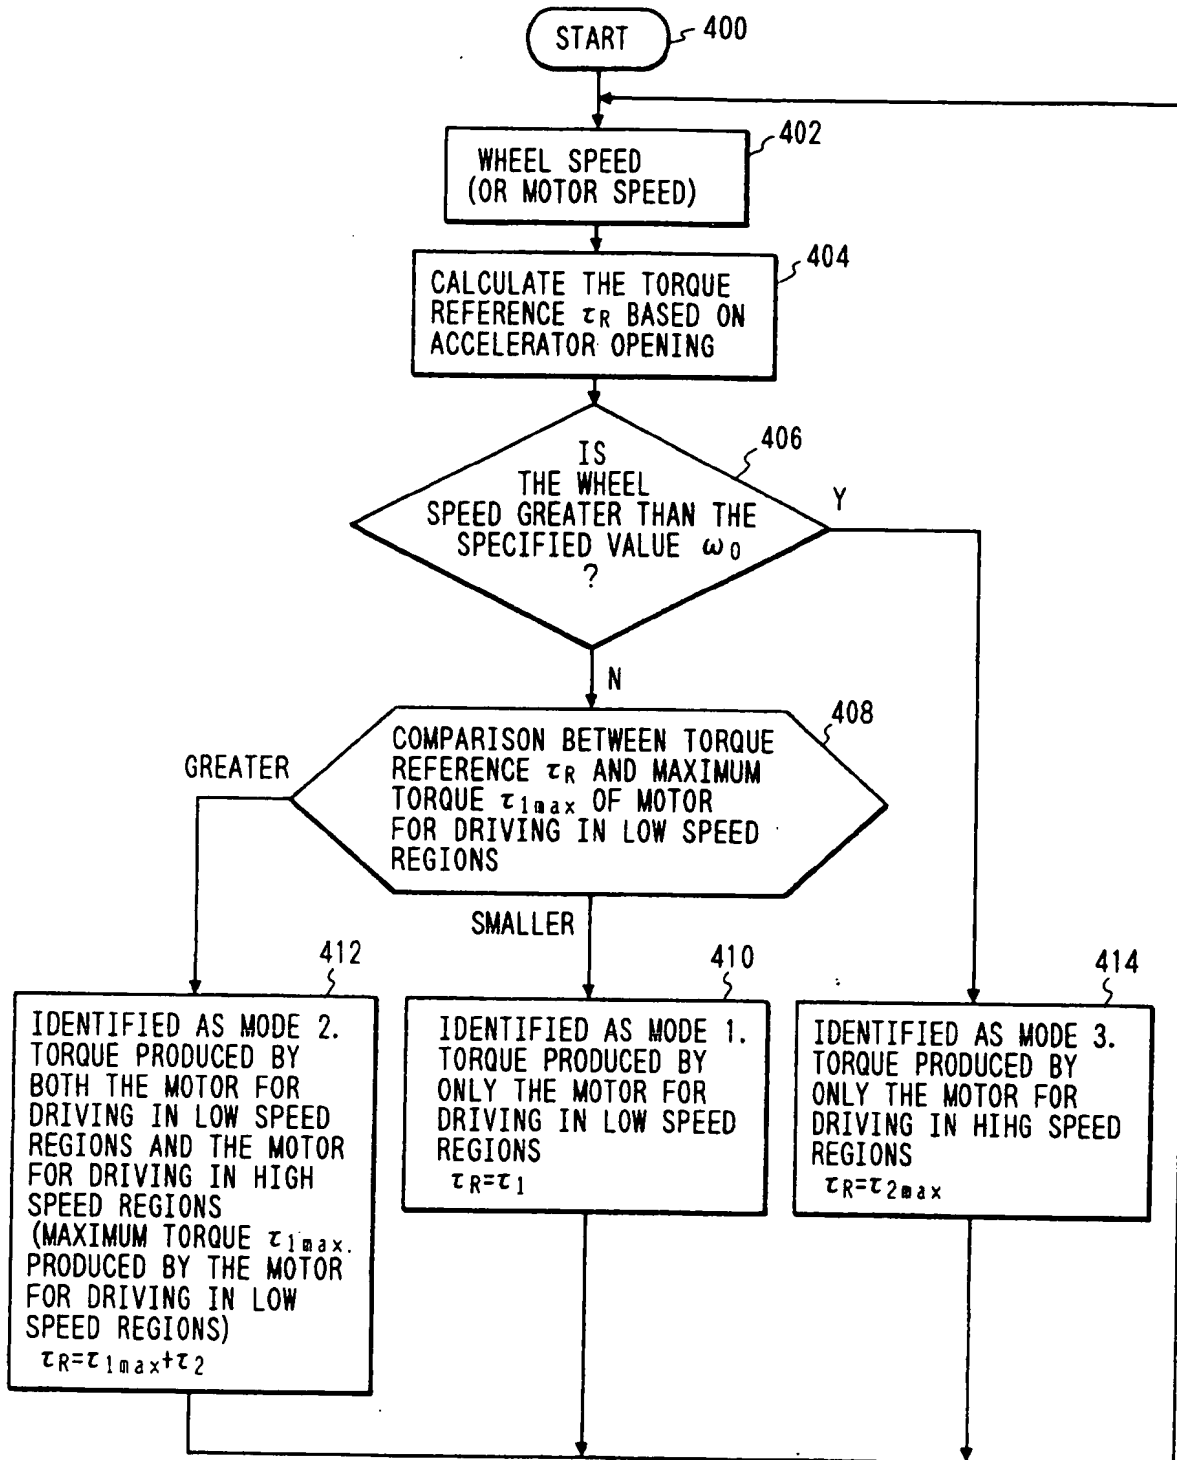 START
400
402
WHEEL SPEED
(OR MOTOR SPEED)
404
CALCULATE THE TORQUE
REFERENCE τR BASED ON
ACCELERATOR OPENING
406
IS
THE WHEEL
SPEED GREATER THAN THE
SPECIFIED VALUE ω0
?
Y
N
408
COMPARISON BETWEEN TORQUE
REFERENCE τR AND MAXIMUM
TORQUE τ1max OF MOTOR
FOR DRIVING IN LOW SPEED
REGIONS
GREATER
SMALLER
412
IDENTIFIED AS MODE 2.
TORQUE PRODUCED BY
BOTH THE MOTOR FOR
DRIVING IN LOW SPEED
REGIONS AND THE MOTOR
FOR DRIVING IN HIGH
SPEED REGIONS
(MAXIMUM TORQUE τ1max.
PRODUCED BY THE MOTOR
FOR DRIVING IN LOW
SPEED REGIONS)
τR=τ1max+τ2
410
IDENTIFIED AS MODE 1.
TORQUE PRODUCED BY
ONLY THE MOTOR FOR
DRIVING IN LOW SPEED
REGIONS
τR=τ1
414
IDENTIFIED AS MODE 3.
TORQUE PRODUCED BY
ONLY THE MOTOR FOR
DRIVING IN HIHG SPEED
REGIONS
τR=τ2max